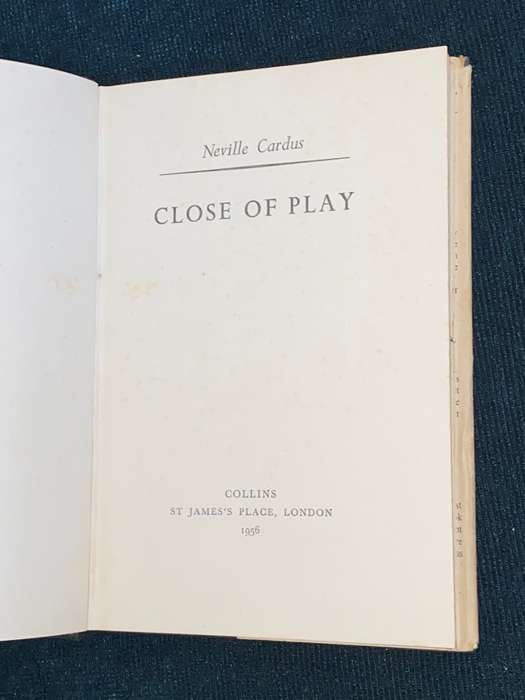 Neville Cardus
CLOSE OF PLAY
COLLINS
ST JAMES'S PLACE, LONDON
1956